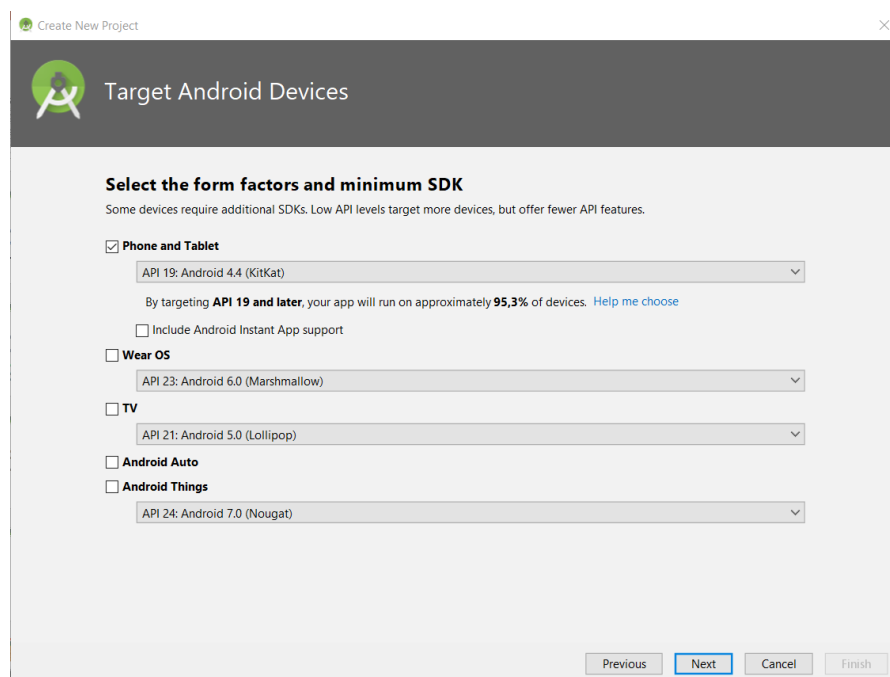 Create New Project
Target Android Devices
Select the form factors and minimum SDK
Some devices require additional SDKs. Low API levels target more devices, but offer fewer API features.
Phone and Tablet
API 19: Android 4.4 (KitKat)
By targeting API 19 and later, your app will run on approximately 95,3% of devices. Help me choose
Include Android Instant App support
Wear OS
API 23: Android 6.0 (Marshmallow)
TV
API 21: Android 5.0 (Lollipop)
Android Auto
Android Things
API 24: Android 7.0 (Nougat)
Previous Next Cancel Finish